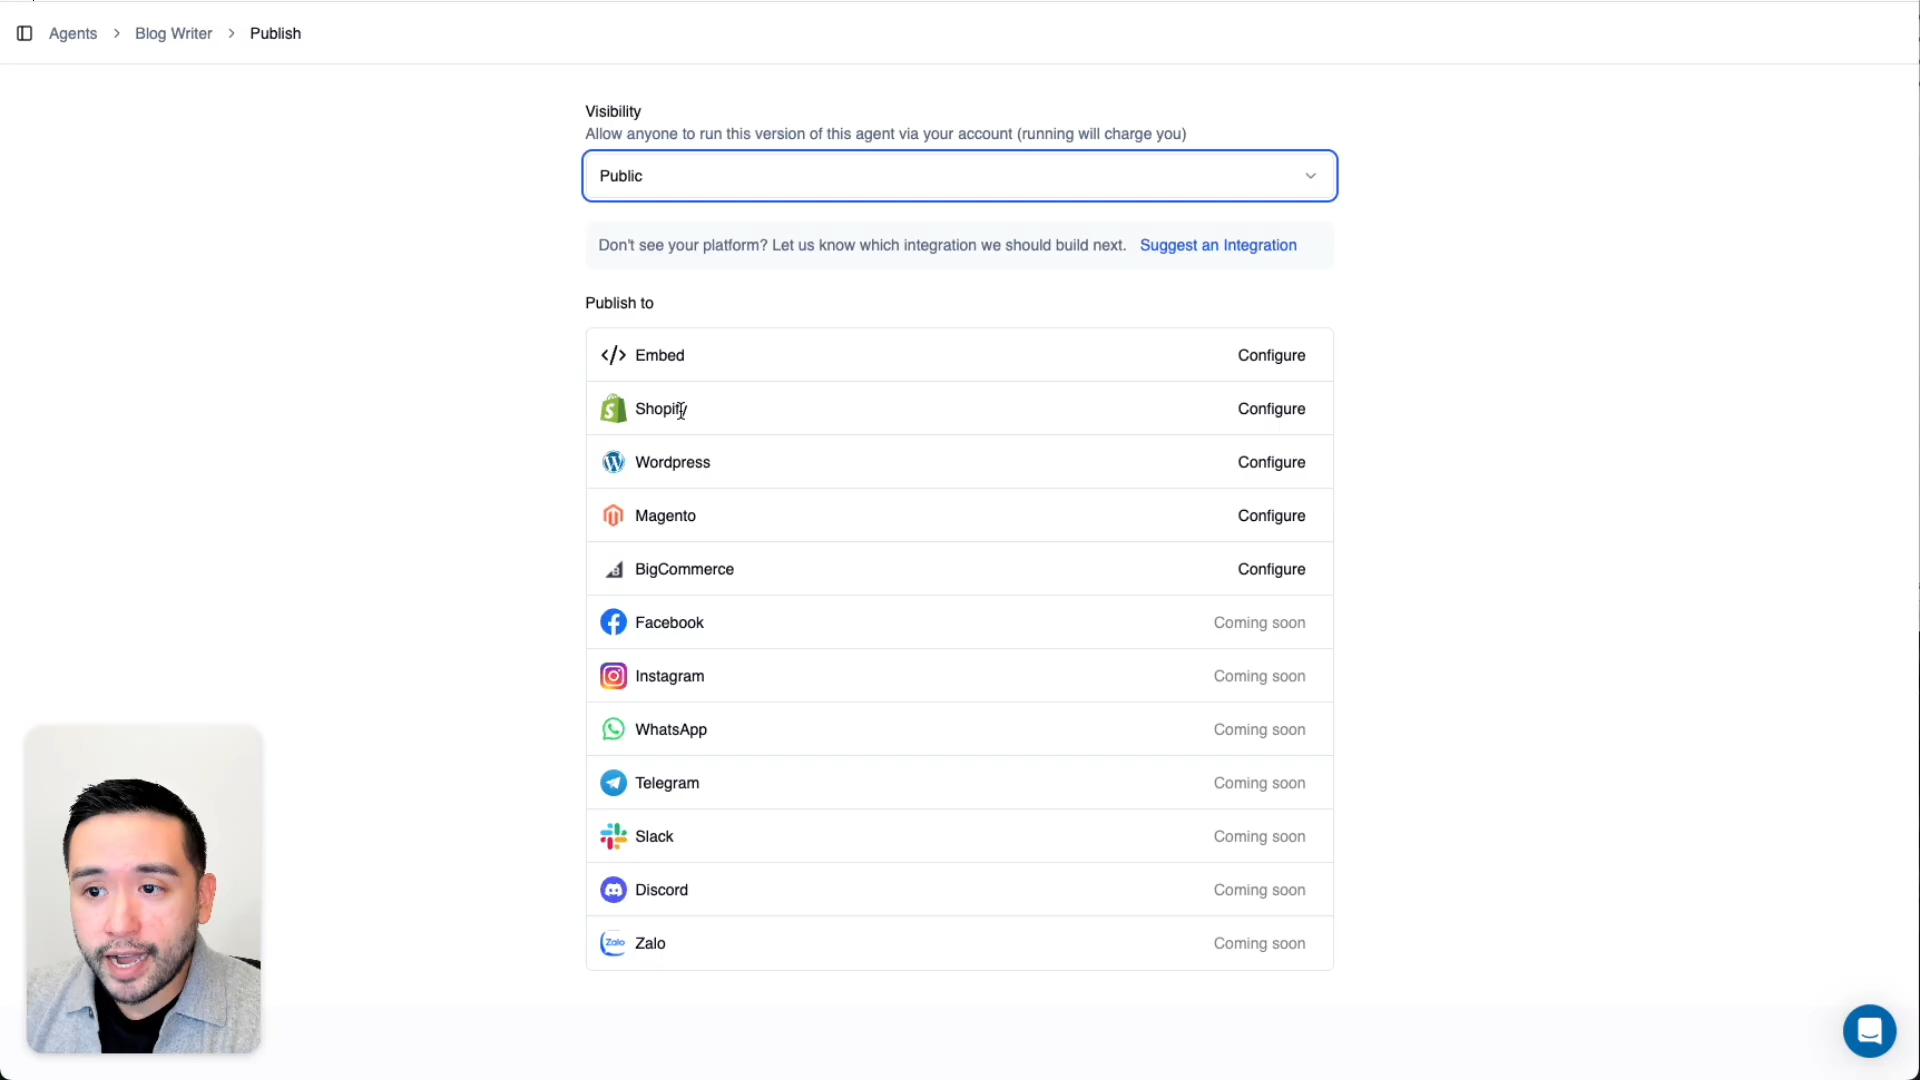 Agents > Blog Writer > Publish
Visibility
Allow anyone to run this version of this agent via your account (running will charge you)
Public
Don't see your platform? Let us know which integration we should build next. Suggest an Integration
Publish to
Embed Configure
Shopify Configure
Wordpress Configure
Magento Configure
BigCommerce Configure
Facebook Coming soon
Instagram Coming soon
WhatsApp Coming soon
Telegram Coming soon
Slack Coming soon
Discord Coming soon
Zalo Zalo Coming soon